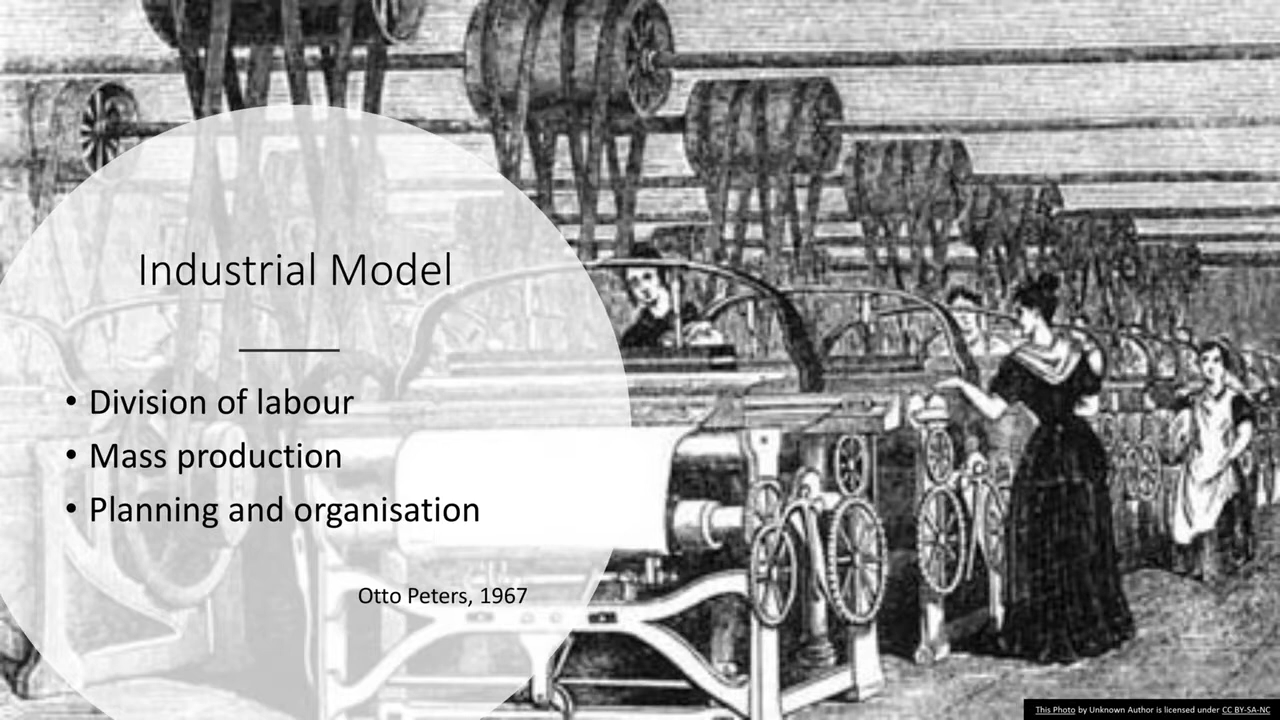 Industrial Model
• Division of labour
• Mass production
• Planning and organisation
Otto Peters, 1967
This Photo by Unknown Author is licensed under CC BY-SA-NC